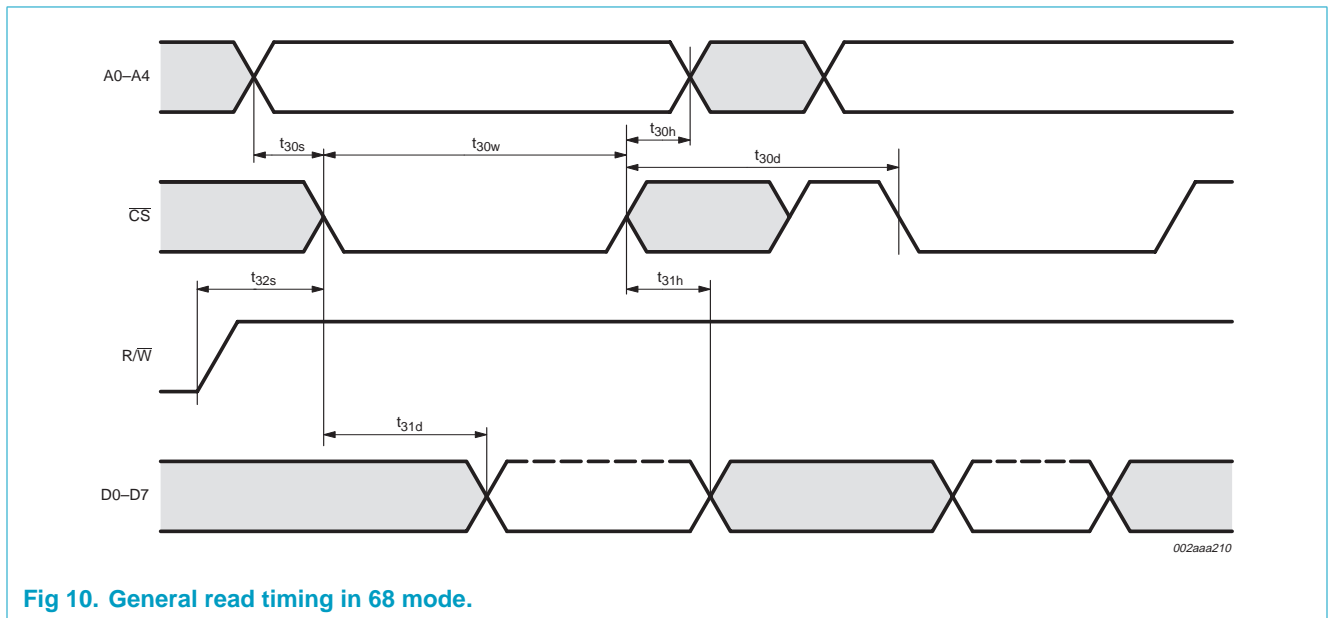 A0–A4
t30s
t30w
t30h
t30d
C̅S̅
t32s
t31h
R/W̅
t31d
D0–D7
002aaa210
Fig 10. General read timing in 68 mode.